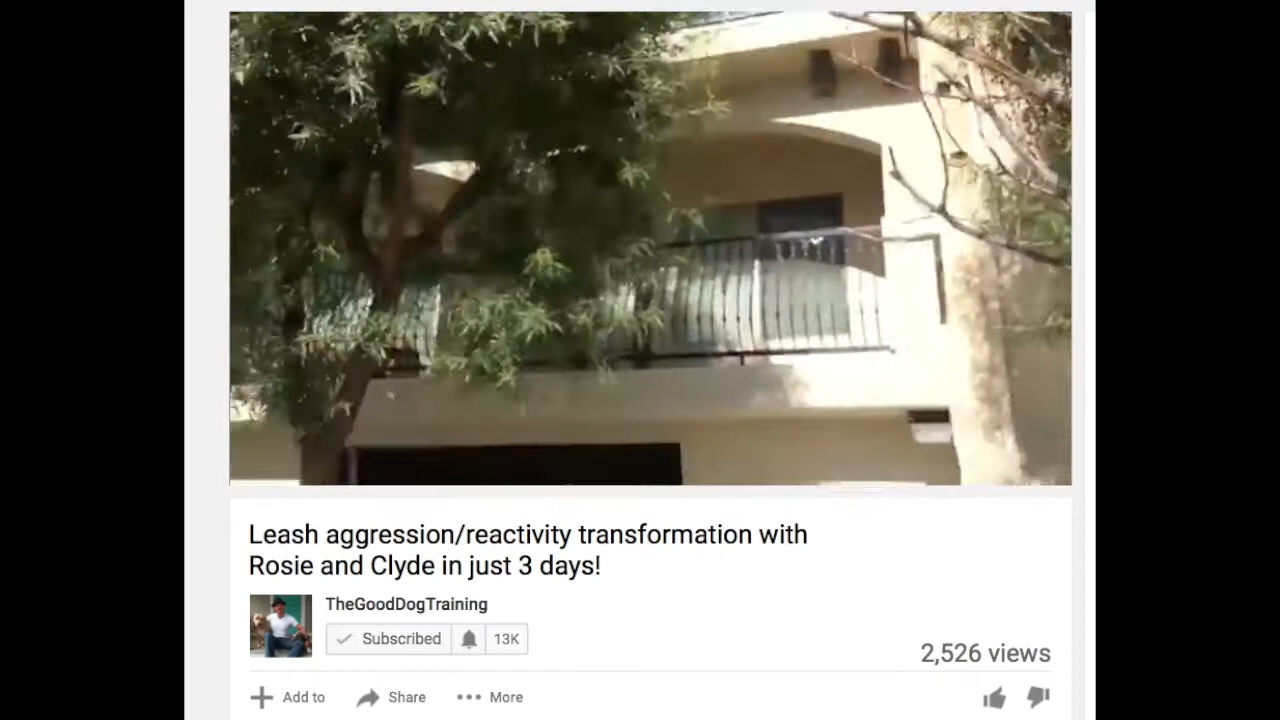 Leash aggression/reactivity transformation with
Rosie and Clyde in just 3 days!
TheGoodDogTraining
Subscribed 13K
2,526 views
Add to Share More